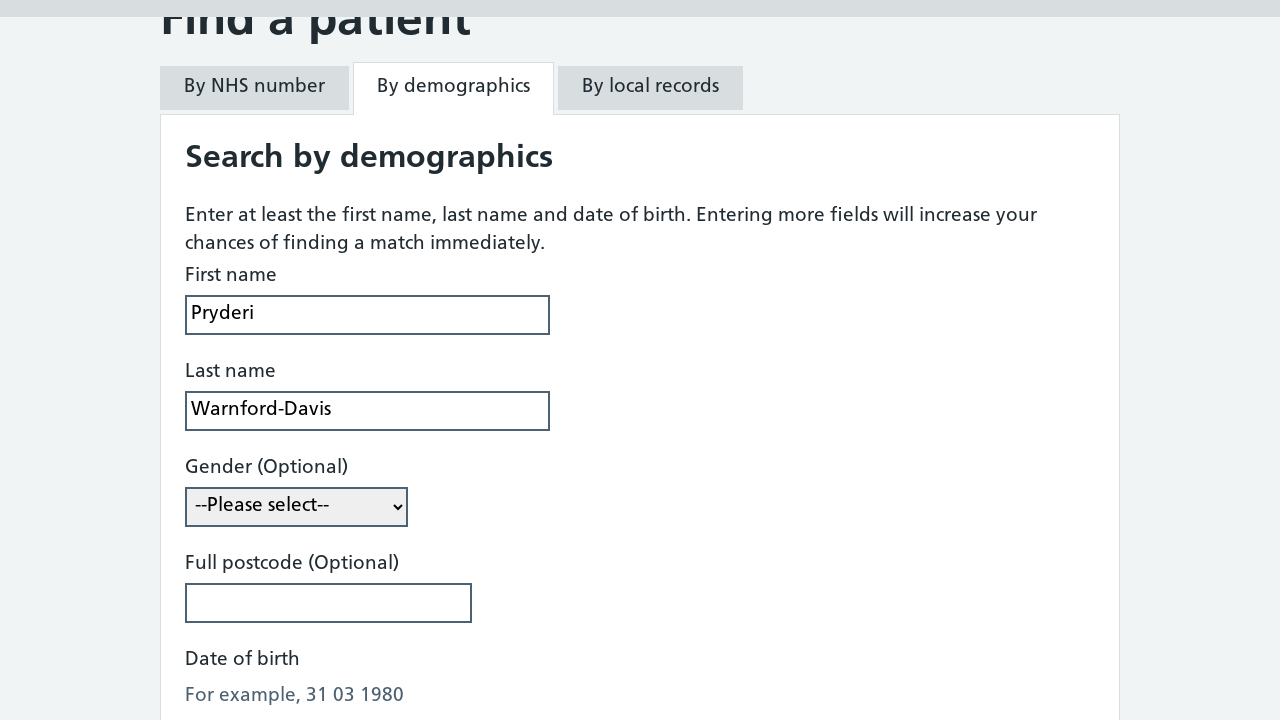 Find a patient
By NHS number
By demographics
By local records
Search by demographics
Enter at least the first name, last name and date of birth. Entering more fields will increase your
chances of finding a match immediately.
First name
Pryderi
Last name
Warnford-Davis
Gender (Optional)
--Please select--
Full postcode (Optional)
Date of birth
For example, 31 03 1980